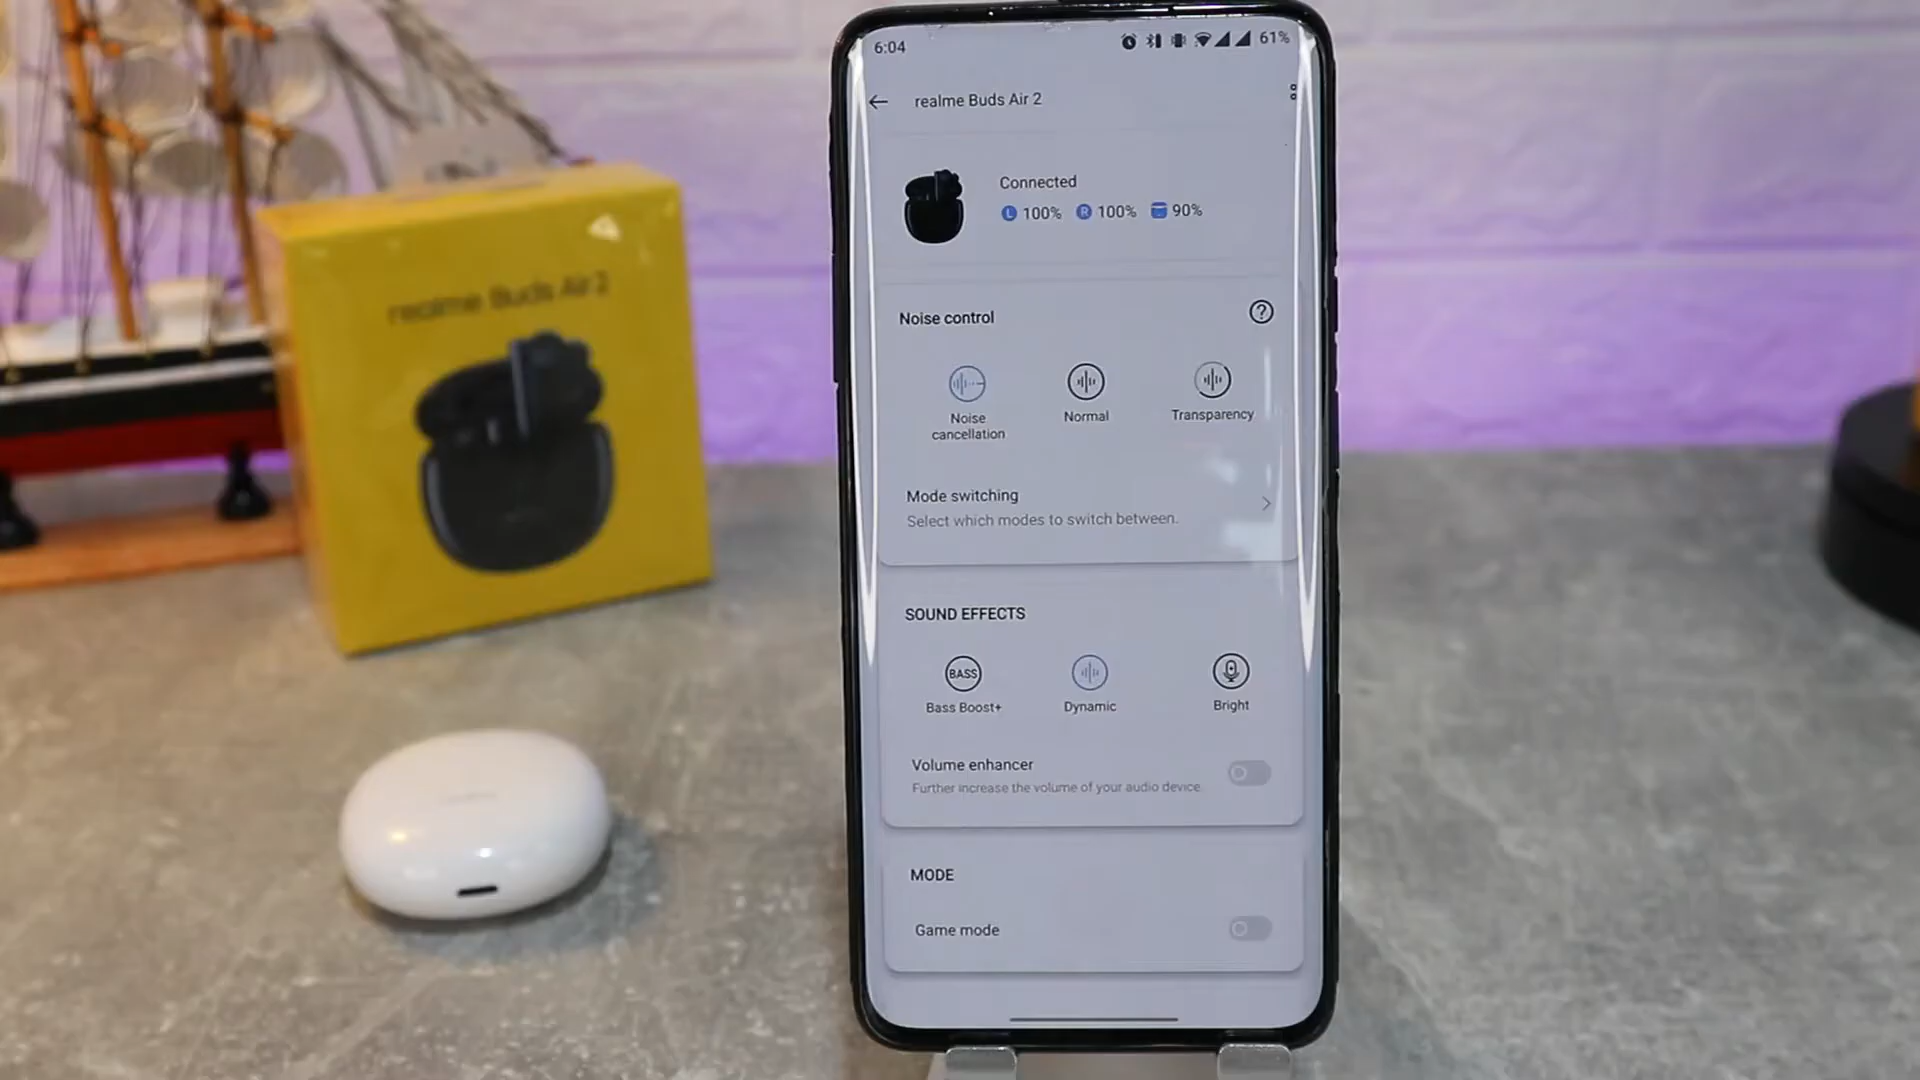 6:04
61%
realme Buds Air 2
Connected
L 100% R 100% 90%
Noise control
?
Noise
cancellation
Normal
Transparency
Mode switching
Select which modes to switch between.
SOUND EFFECTS
BASS
Bass Boost+
Dynamic
Bright
Volume enhancer
Further increase the volume of your audio device.
MODE
Game mode
realme Buds Air 2